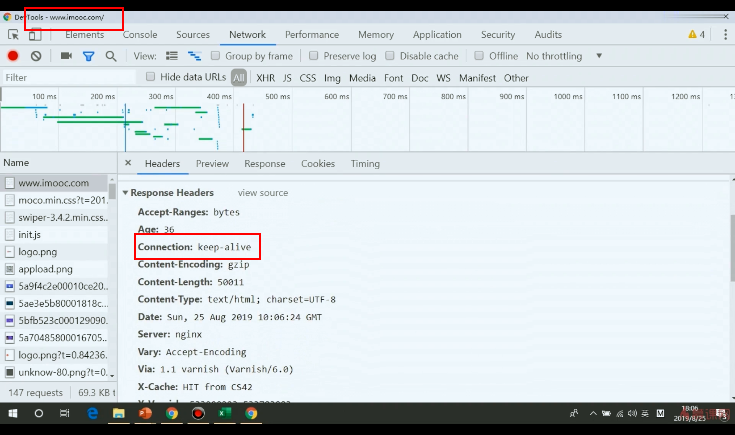 DevTools - www.imooc.com/
Elements Console Sources Network Performance Memory Application Security Audits 4
View: Group by frame Preserve log Disable cache Offline No throttling
Filter Hide data URLs All XHR JS CSS Img Media Font Doc WS Manifest Other
100 ms 200 ms 300 ms 400 ms 500 ms 600 ms 700 ms 800 ms 900 ms 1000 ms 1100 ms 1200 ms
Name
Headers Preview Response Cookies Timing
www.imooc.com
moco.min.css?t=201...
swiper-3.4.2.min.css...
init.js
logo.png
appload.png
5a9f4c2e00010ce20...
5ae3e5b80001818c...
5bfb523c000129090...
5a70485800016705...
logo.png?t=0.84236...
unknow-80.png?t=0...
147 requests 69.3 KB t
Response Headers view source
Accept-Ranges: bytes
Age: 36
Connection: keep-alive
Content-Encoding: gzip
Content-Length: 50011
Content-Type: text/html; charset=UTF-8
Date: Sun, 25 Aug 2019 10:06:24 GMT
Server: nginx
Vary: Accept-Encoding
Via: 1.1 varnish (Varnish/6.0)
X-Cache: HIT from CS42
英 M 18:06
2019/8/25